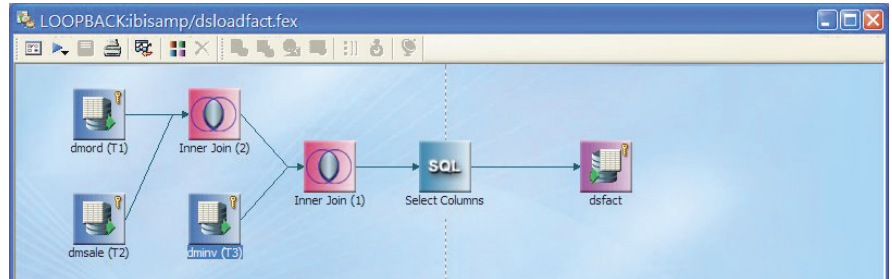 LOOPBACK:ibisamp/dsloadfact.fex
dmord (T1)
Inner Join (2)
Inner Join (1)
SQL
Select Columns
dsfact
dmsale (T2)
dminv (T3)